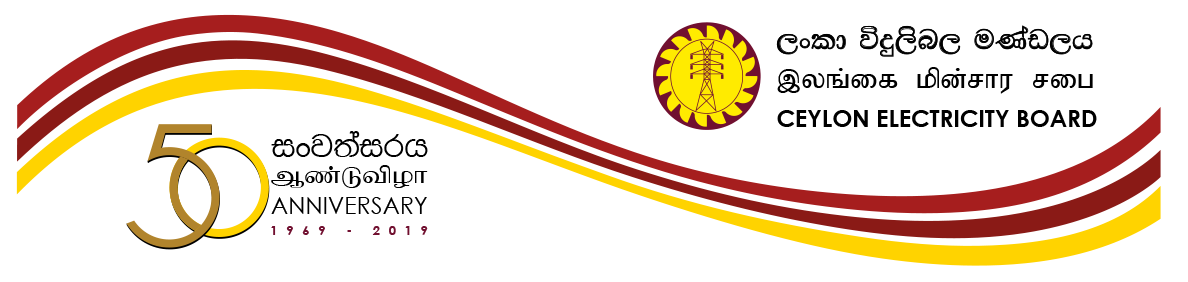 ලංකා විදුලිබල මණ්ඩලය
இலங்கை மின்சார சபை
CEYLON ELECTRICITY BOARD
50
සංවත්සරය
ஆண்டுவிழா
ANNIVERSARY
1969 - 2019